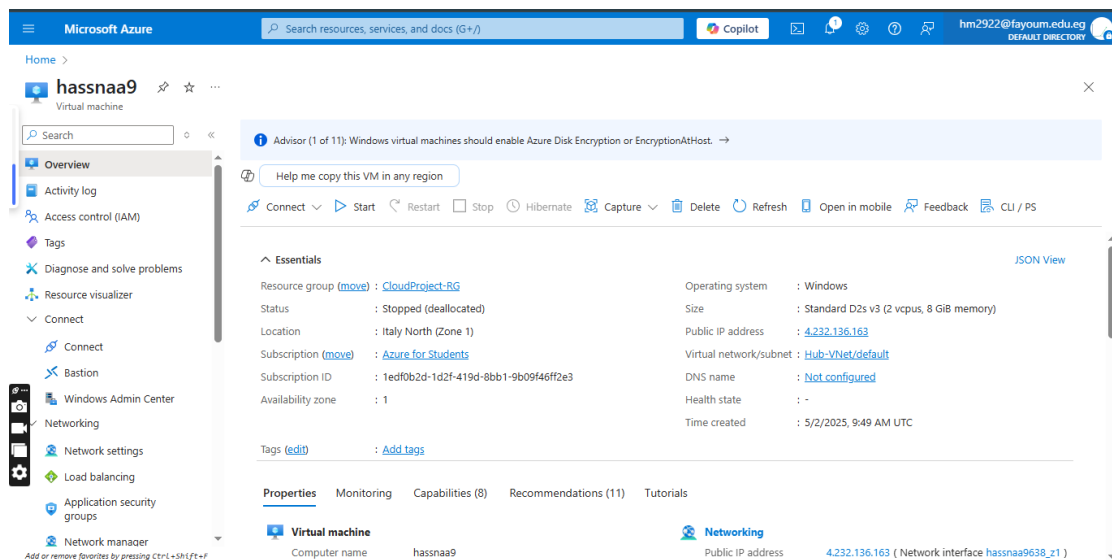 Microsoft Azure
Search resources, services, and docs (G+/)
Copilot
1
hm2922@fayoum.edu.eg
DEFAULT DIRECTORY
Home >
hassnaa9
Virtual machine
Search
Overview
Activity log
Access control (IAM)
Tags
Diagnose and solve problems
Resource visualizer
Connect
Connect
Bastion
Windows Admin Center
Networking
Network settings
Load balancing
Application security
groups
Network manager
Add or remove favorites by pressing Ctrl+Shift+F
Advisor (1 of 11): Windows virtual machines should enable Azure Disk Encryption or EncryptionAtHost. →
Help me copy this VM in any region
Connect Start Restart Stop Hibernate Capture Delete Refresh Open in mobile Feedback CLI / PS
Essentials
JSON View
Resource group (move) : CloudProject-RG
Status : Stopped (deallocated)
Location : Italy North (Zone 1)
Subscription (move) : Azure for Students
Subscription ID : 1edf0b2d-1d2f-419d-8bb1-9b09f46ff2e3
Availability zone : 1
Operating system : Windows
Size : Standard D2s v3 (2 vcpus, 8 GiB memory)
Public IP address : 4.232.136.163
Virtual network/subnet : Hub-VNet/default
DNS name : Not configured
Health state : -
Time created : 5/2/2025, 9:49 AM UTC
Tags (edit) : Add tags
Properties Monitoring Capabilities (8) Recommendations (11) Tutorials
Virtual machine
Computer name hassnaa9
Networking
Public IP address 4.232.136.163 ( Network interface hassnaa9638_z1 )